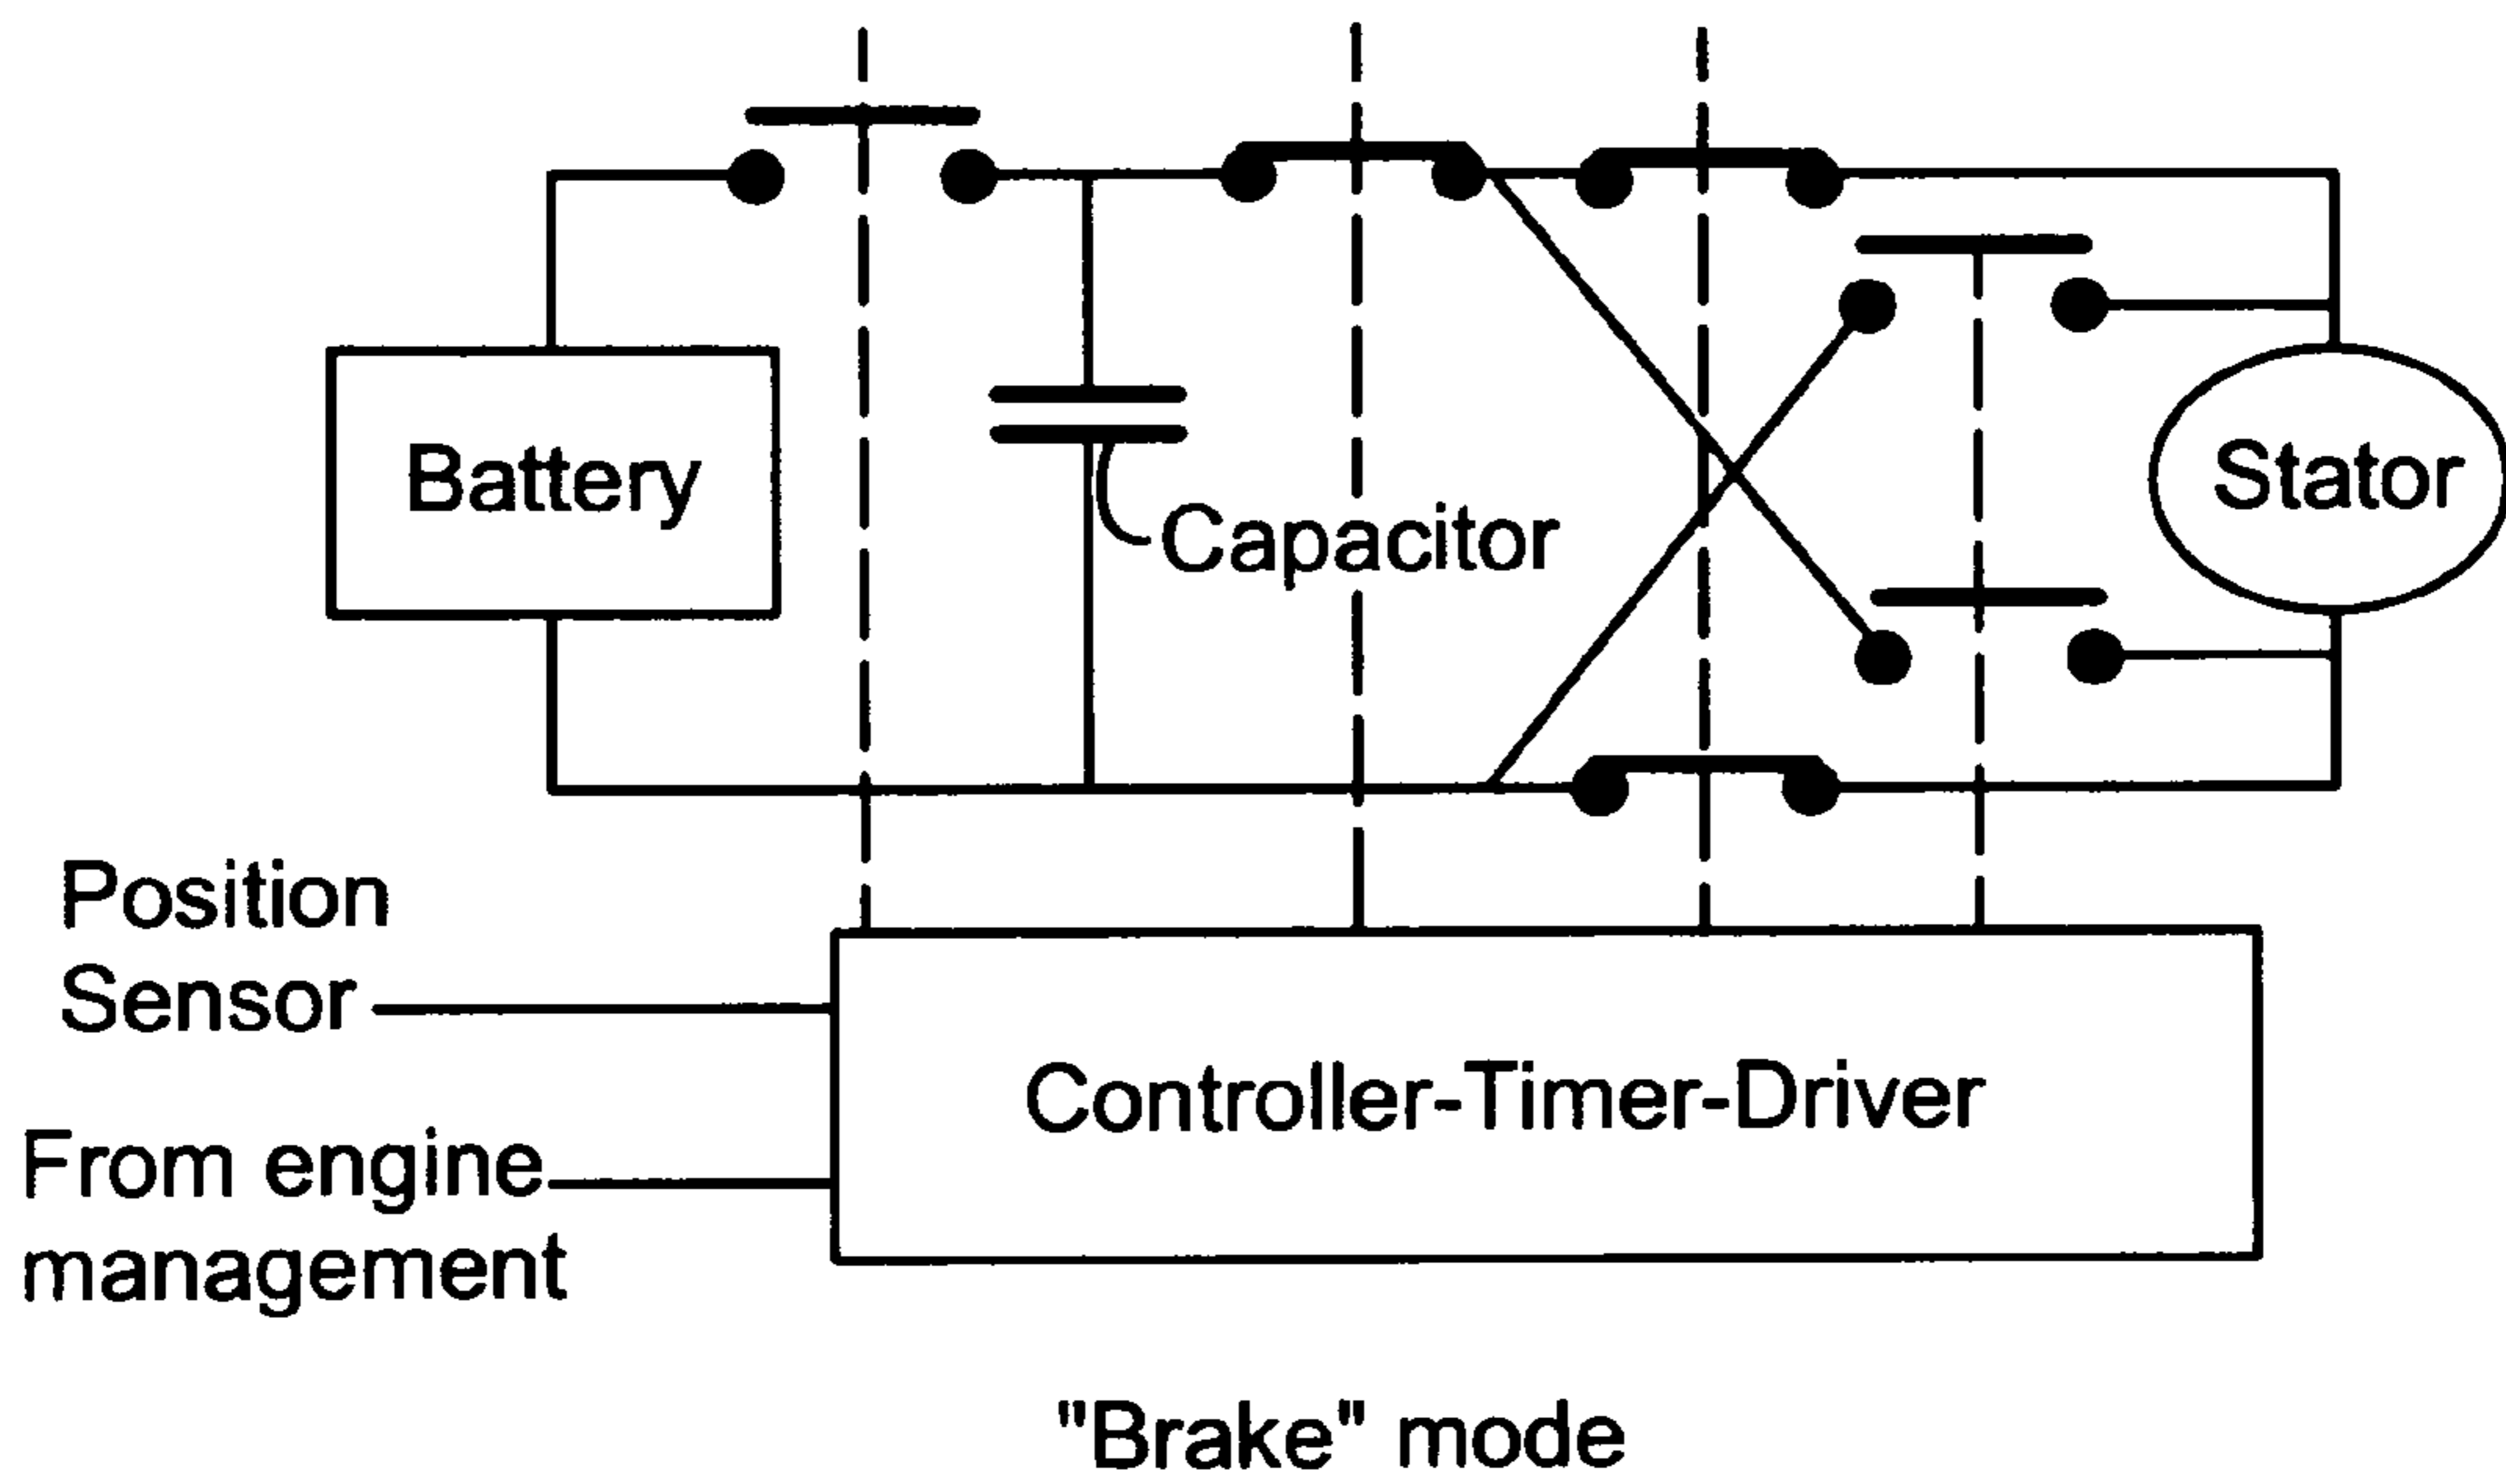 Battery
Capacitor
Stator
Position
Sensor
From engine
management
Controller-Timer-Driver
"Brake" mode